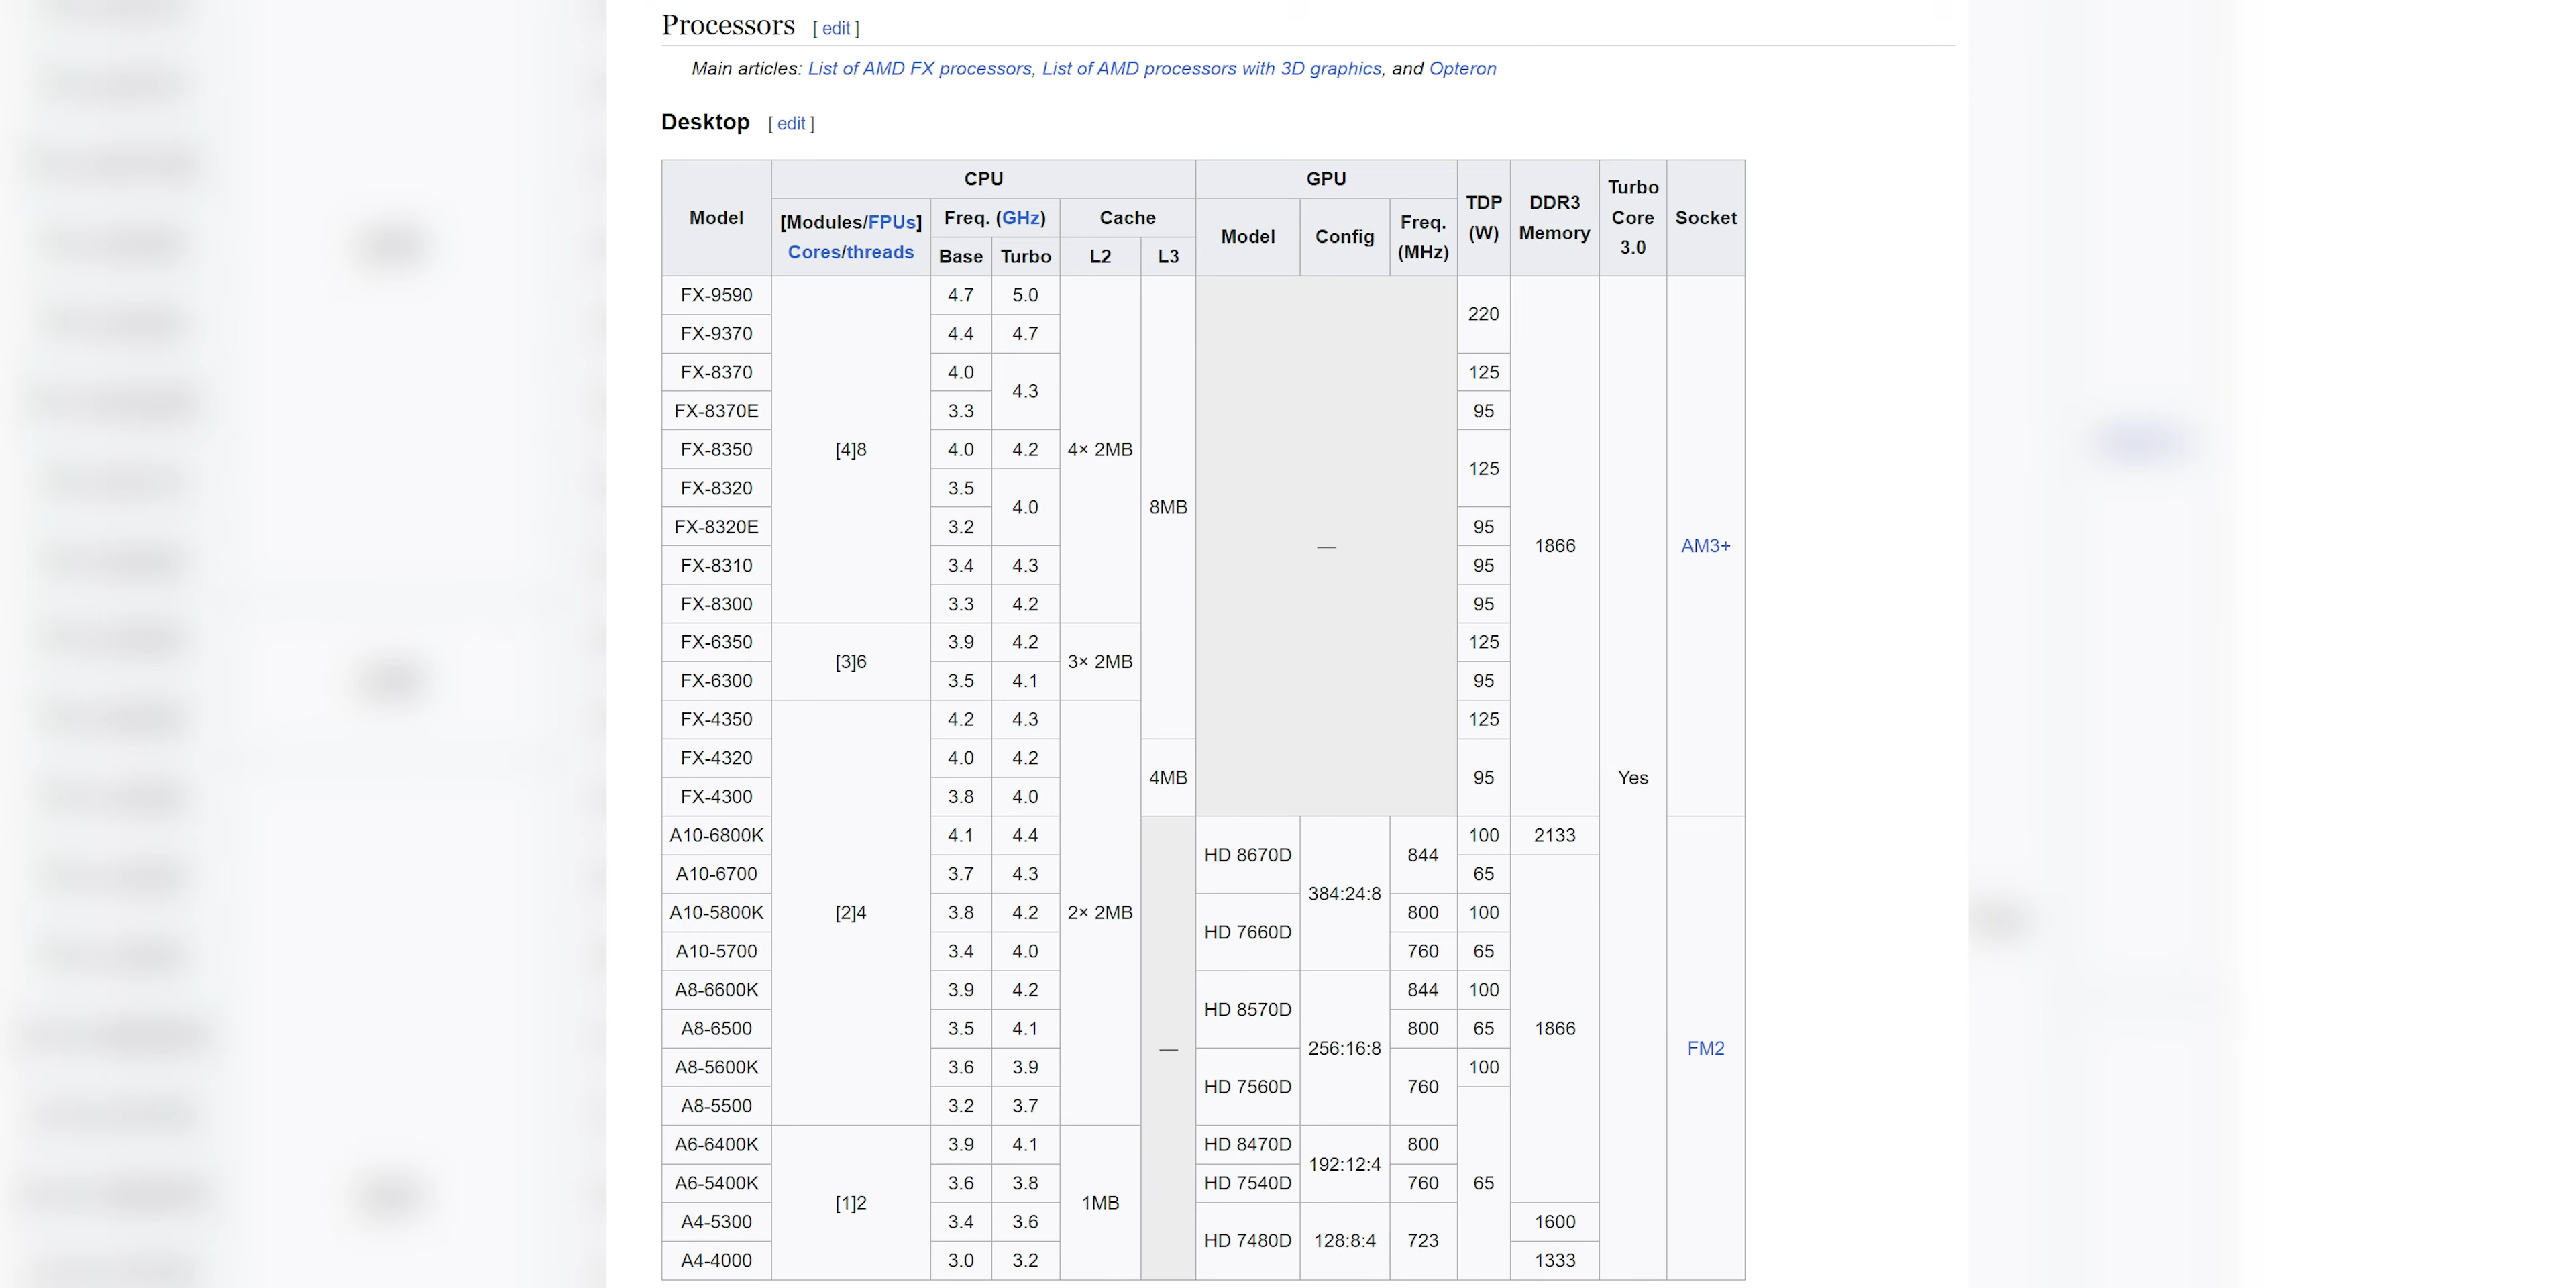 Processors [ edit ]
Main articles: List of AMD FX processors, List of AMD processors with 3D graphics, and Opteron
Desktop [ edit ]
Model CPU GPU TDP (W) DDR3 Memory Turbo Core 3.0 Socket
[Modules/FPUs] Cores/threads Freq. (GHz) Cache Model Config Freq. (MHz)
Base Turbo L2 L3
FX-9590 [4]8 4.7 5.0 4× 2MB 8MB — 220 1866 Yes AM3+
FX-9370 4.4 4.7
FX-8370 4.0 4.3 125
FX-8370E 3.3 95
FX-8350 4.0 4.2 125
FX-8320 3.5 4.0
FX-8320E 3.2 95
FX-8310 3.4 4.3 95
FX-8300 3.3 4.2 95
FX-6350 [3]6 3.9 4.2 3× 2MB 125
FX-6300 3.5 4.1 95
FX-4350 [2]4 4.2 4.3 2× 2MB 125
FX-4320 4.0 4.2 4MB 95
FX-4300 3.8 4.0
A10-6800K 4.1 4.4 — HD 8670D 384:24:8 844 100 2133 FM2
A10-6700 3.7 4.3 65 1866
A10-5800K 3.8 4.2 HD 7660D 800 100
A10-5700 3.4 4.0 760 65
A8-6600K 3.9 4.2 HD 8570D 256:16:8 844 100
A8-6500 3.5 4.1 800 65
A8-5600K 3.6 3.9 HD 7560D 760 100
A8-5500 3.2 3.7 65
A6-6400K [1]2 3.9 4.1 1MB HD 8470D 192:12:4 800
A6-5400K 3.6 3.8 HD 7540D 760
A4-5300 3.4 3.6 HD 7480D 128:8:4 723 1600
A4-4000 3.0 3.2 1333